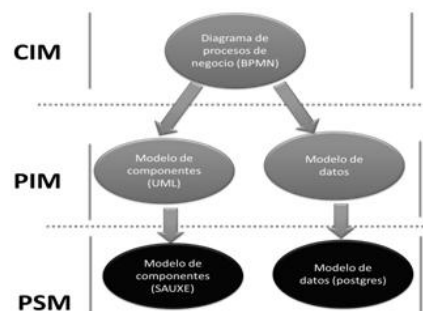 CIM
Diagrama de
procesos de
negocio (BPMN)
PIM
Modelo de
componentes
(UML)
Modelo de
datos
PSM
Modelo de
componentes
(SAUXE)
Modelo de
datos (postgres)